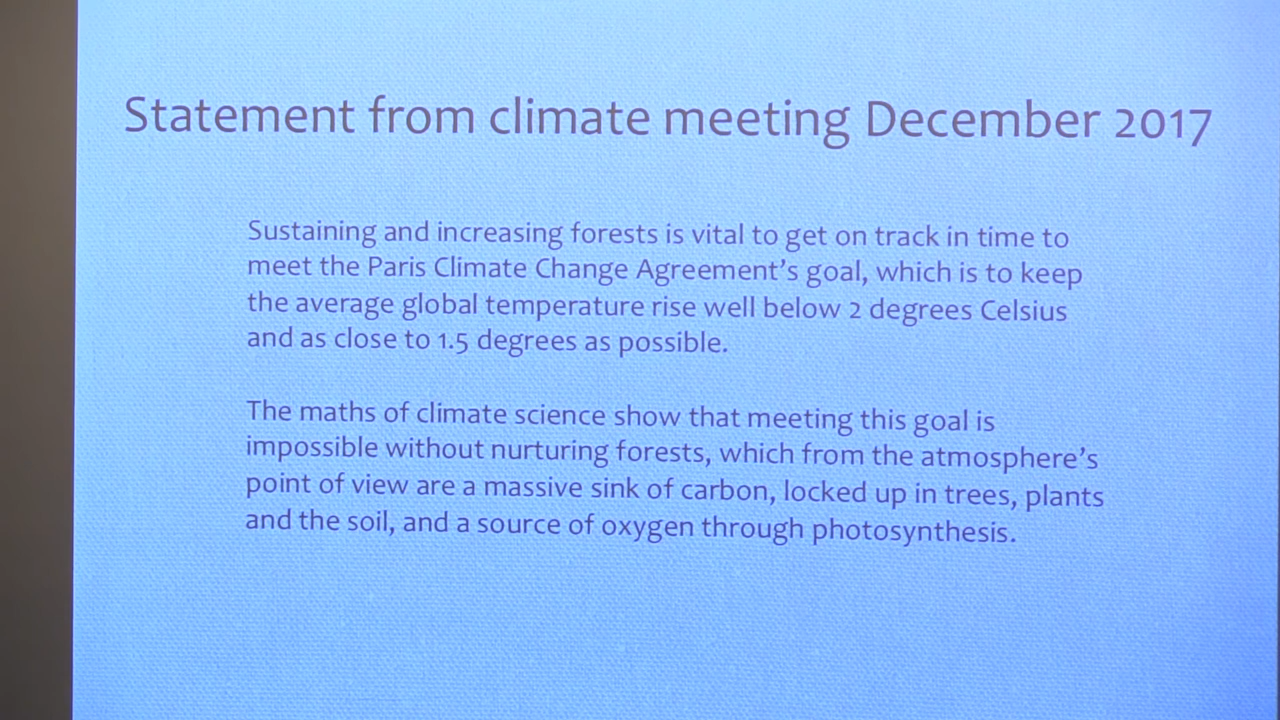 Statement from climate meeting December 2017
Sustaining and increasing forests is vital to get on track in time to
meet the Paris Climate Change Agreement's goal, which is to keep
the average global temperature rise well below 2 degrees Celsius
and as close to 1.5 degrees as possible.
The maths of climate science show that meeting this goal is
impossible without nurturing forests, which from the atmosphere's
point of view are a massive sink of carbon, locked up in trees, plants
and the soil, and a source of oxygen through photosynthesis.